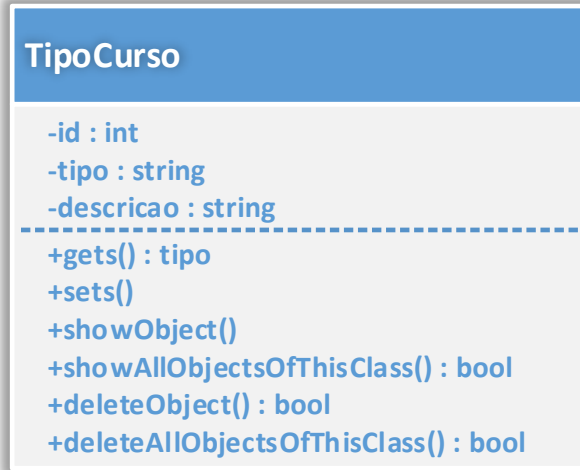 TipoCurso
-id : int
-tipo : string
-descricao : string
+gets() : tipo
+sets()
+showObject()
+showAllObjectsOfThisClass() : bool
+deleteObject() : bool
+deleteAllObjectsOfThisClass() : bool